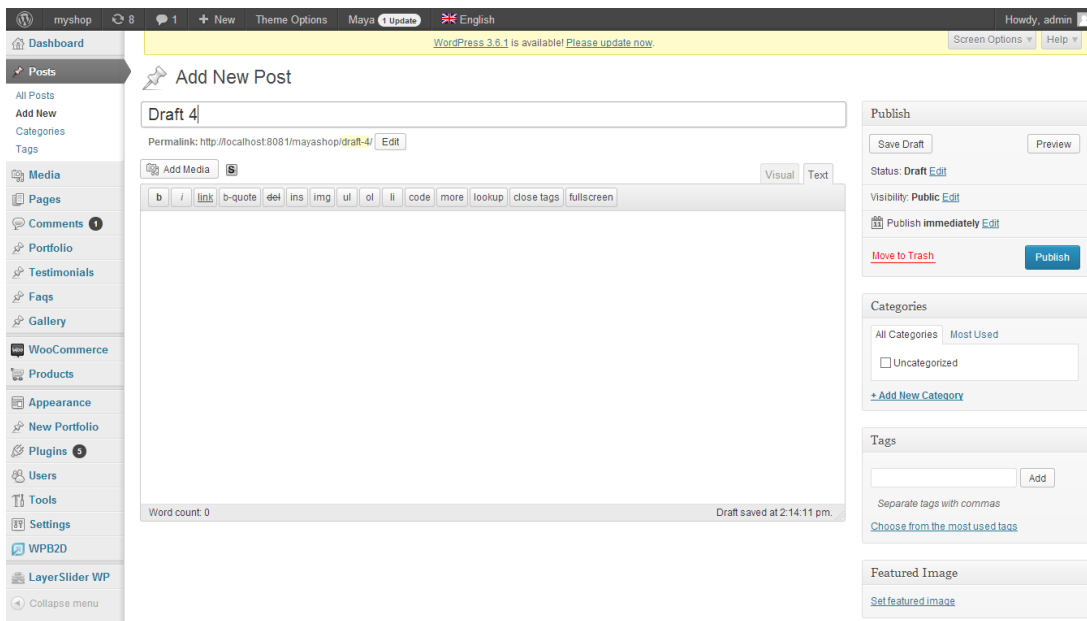 myshop 8 1 + New Theme Options Maya 1 Update English Howdy, admin
Dashboard
WordPress 3.6.1 is available! Please update now.
Screen Options Help
Posts
All Posts
Add New
Categories
Tags
Media
Pages
Comments 1
Portfolio
Testimonials
Faqs
Gallery
WooCommerce
Products
Appearance
New Portfolio
Plugins 5
Users
Tools
Settings
WPB2D
LayerSlider WP
Collapse menu
Add New Post
Draft 4
Permalink: http://localhost:8081/mayashop/draft-4/ Edit
Add Media S
Visual Text
b i link b-quote del ins img ul ol li code more lookup close tags fullscreen
Word count: 0 Draft saved at 2:14:11 pm.
Publish
Save Draft Preview
Status: Draft Edit
Visibility: Public Edit
11 Publish immediately Edit
Move to Trash Publish
Categories
All Categories Most Used
Uncategorized
+ Add New Category
Tags
Add
Separate tags with commas
Choose from the most used tags
Featured Image
Set featured image